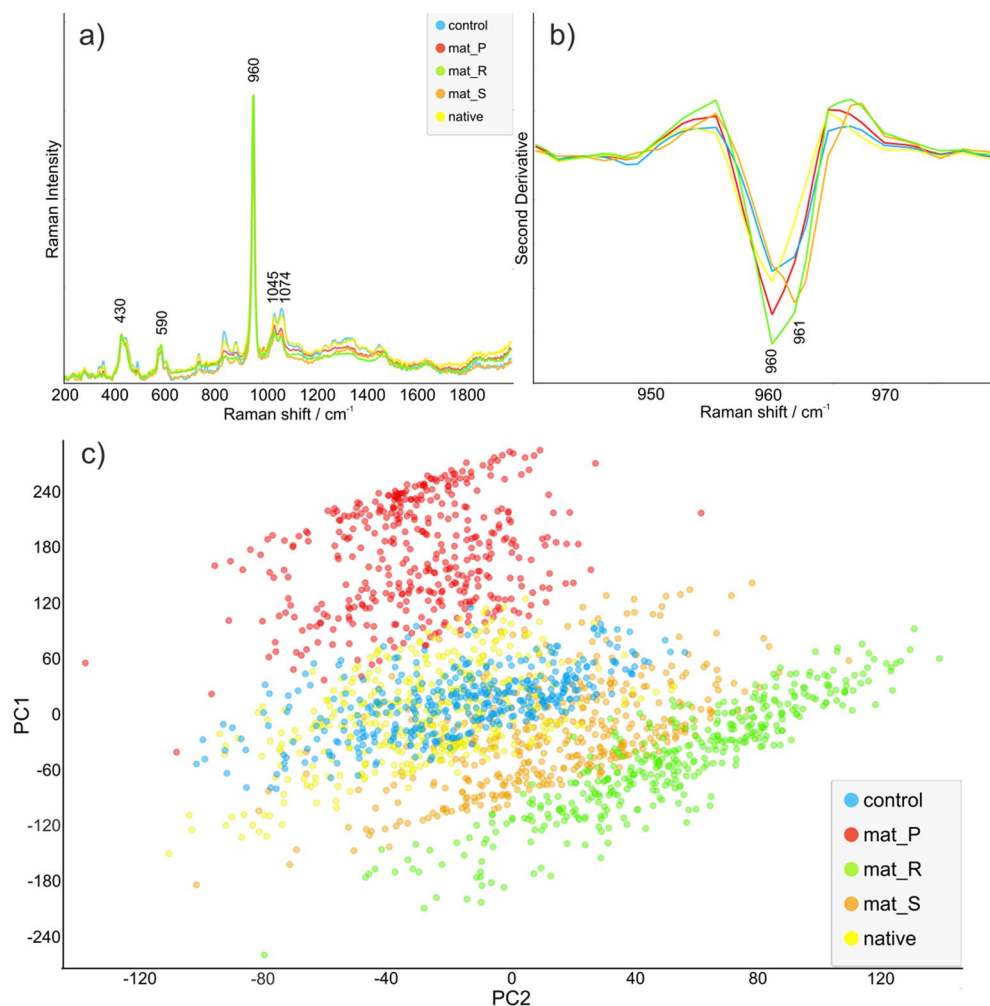 a)
control
mat_P
mat_R
mat_S
native
960
1045
1074
430
590
Raman Intensity
200 400 600 800 1000 1200 1400 1600 1800
Raman shift / cm⁻¹
b)
Second Derivative
960
961
950 960 970
Raman shift / cm⁻¹
c)
240
180
120
60
0
-60
-120
-180
-240
PC1
-120 -80 -40 0 40 80 120
PC2
control
mat_P
mat_R
mat_S
native